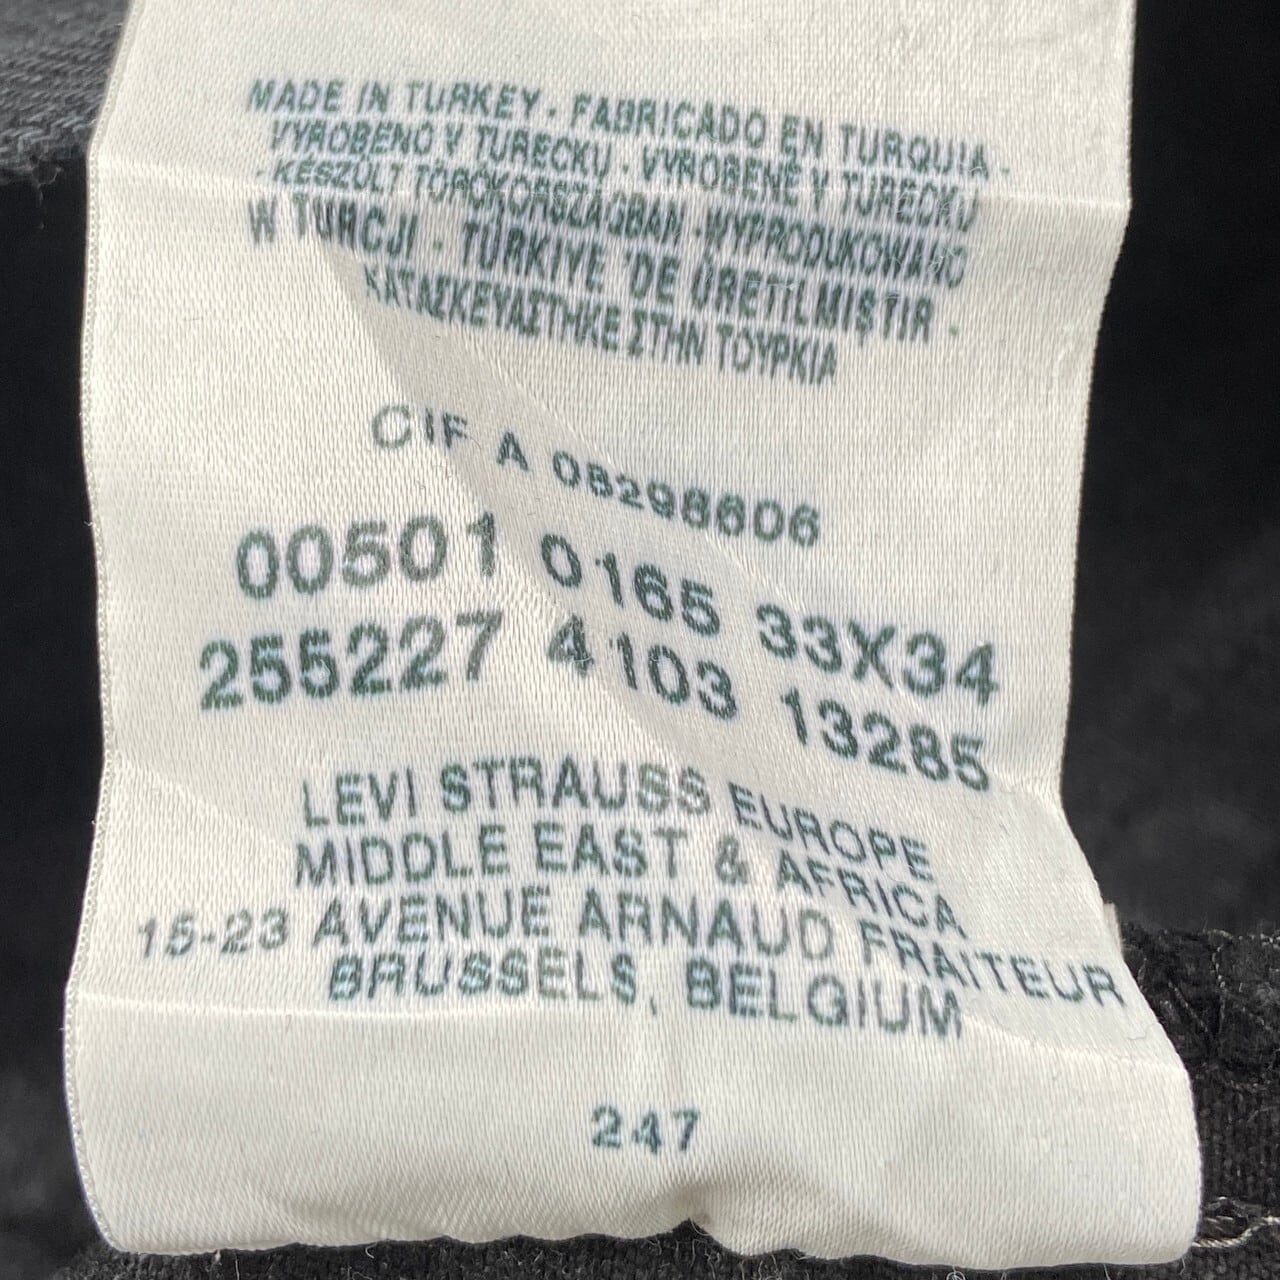 MADE IN TURKEY - FABRICADO EN TURQUIA -
VYROBENO V TURECKU - VYROBENÉ V TURECKU
- KÉSZÜLT TÖRÖKORSZÁGBAN - WYPRODUKOWANO
W TURCJI - TÜRKIYE 'DE ÜRETILMIŞTIR -
ΚΑΤΑΣΚΕΥΑΣΤΗΚΕ ΣΤΗΝ ΤΟΥΡΚΙΑ
CIF A 08298806
00501 0165 33X34
255227 4103 13285
LEVI STRAUSS EUROPE
MIDDLE EAST & AFRICA
15-23 AVENUE ARNAUD FRAITEUR
BRUSSELS, BELGIUM
247